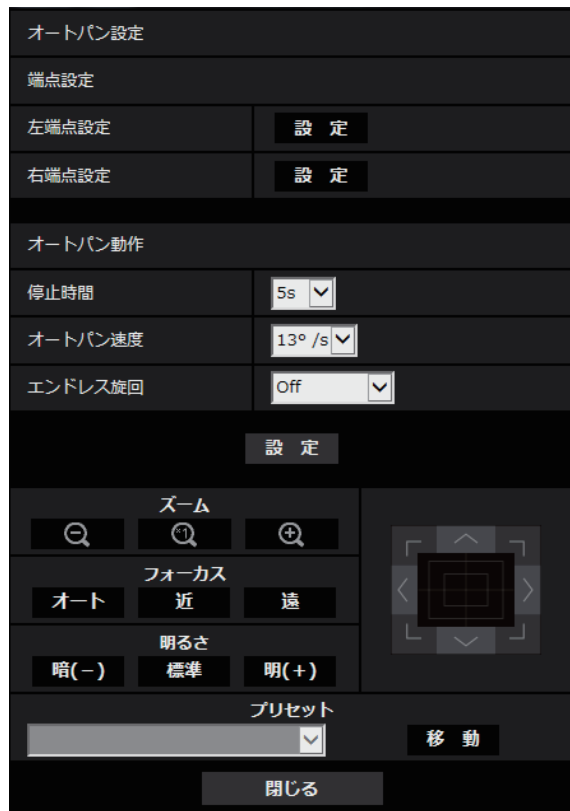 オートパン設定
端点設定
左端点設定 設 定
右端点設定 設 定
オートパン動作
停止時間 5s
オートパン速度 13° /s
エンドレス旋回 Off
設 定
ズーム
×1
フォーカス
オート 近 遠
明るさ
暗(-) 標準 明(+)
プリセット
移 動
閉じる